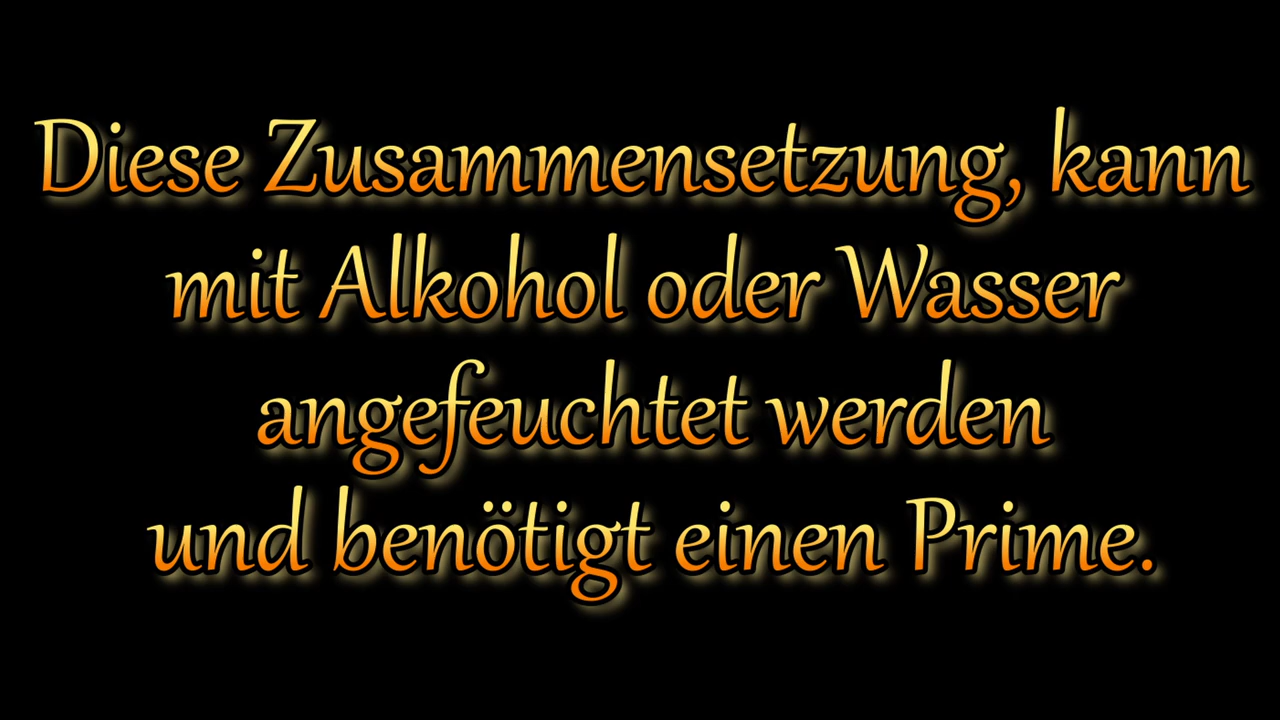 Diese Zusammensetzung, kann
mit Alkohol oder Wasser
angefeuchtet werden
und benötigt einen Prime.